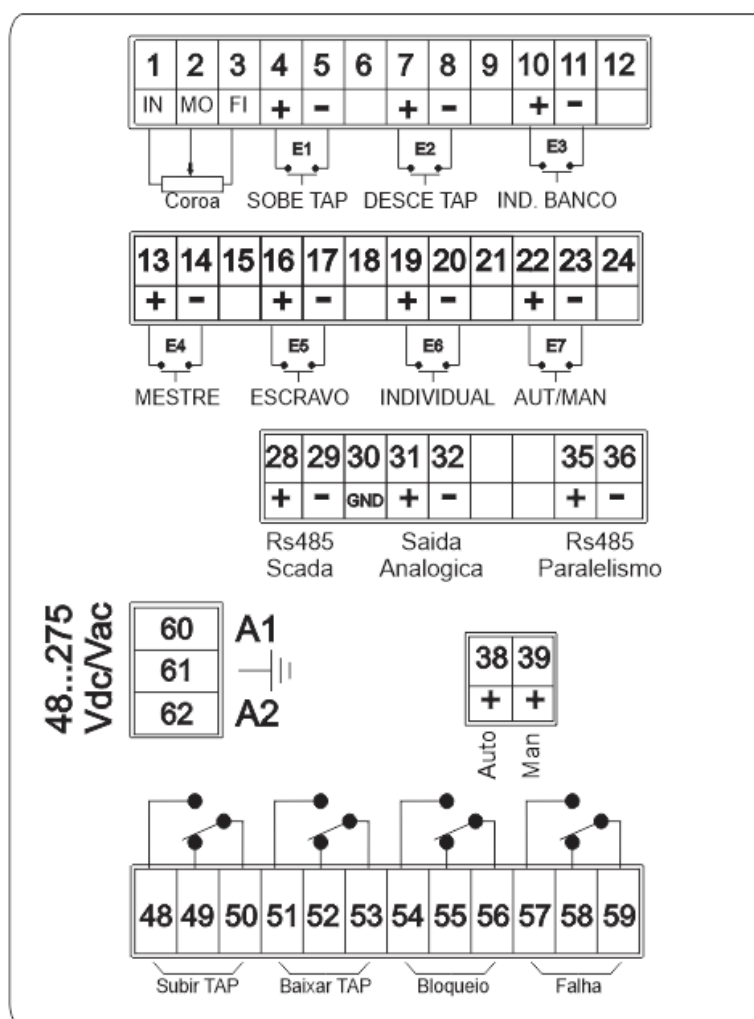 1 2 3 4 5 6 7 8 9 10 11 12
IN MO FI + - + - + -
E1 E2 E3
Coroa SOBE TAP DESCE TAP IND. BANCO
13 14 15 16 17 18 19 20 21 22 23 24
+ - + - + - + -
E4 E5 E6 E7
MESTRE ESCRAVO INDIVIDUAL AUT/MAN
28 29 30 31 32 35 36
+ - GND + - + -
Rs485 Saida Rs485
Scada Analogica Paralelismo
48...275
Vdc/Vac
60 A1
61
62 A2
38 39
+ +
Auto Man
48 49 50 51 52 53 54 55 56 57 58 59
Subir TAP Baixar TAP Bloqueio Falha